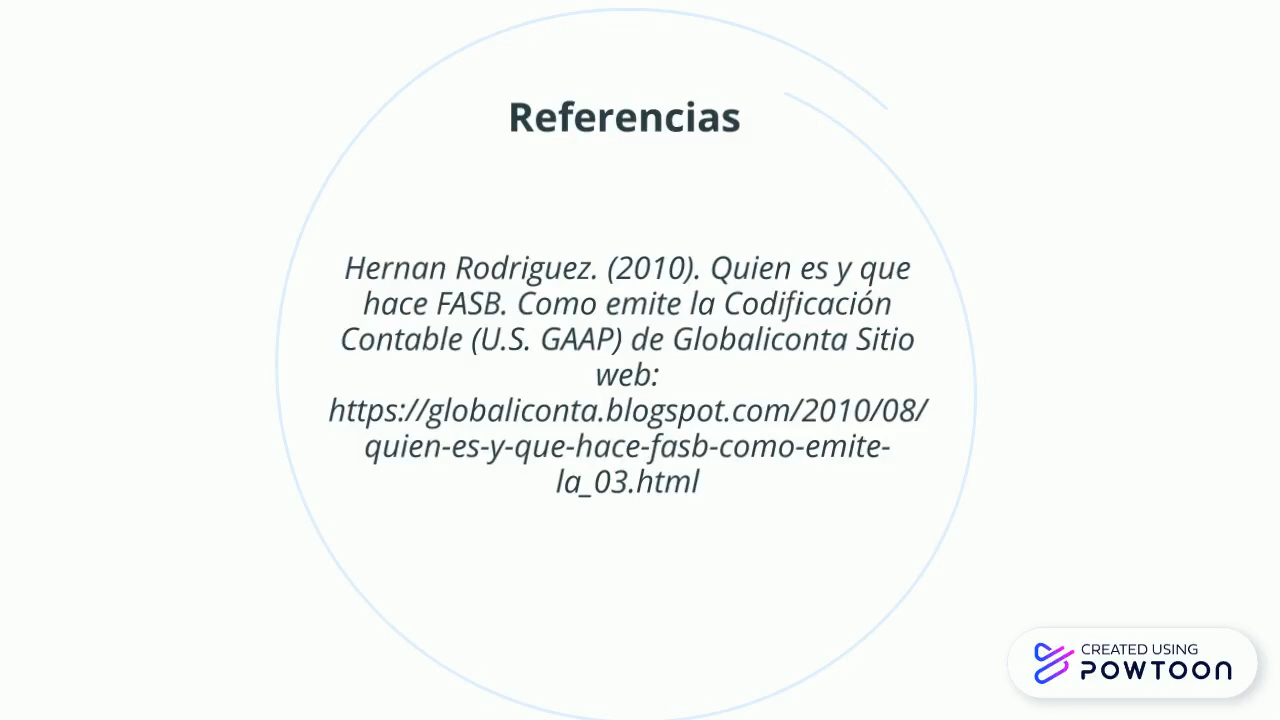 Referencias
Hernan Rodriguez. (2010). Quien es y que
hace FASB. Como emite la Codificación
Contable (U.S. GAAP) de Globaliconta Sitio
web:
https://globaliconta.blogspot.com/2010/08/
quien-es-y-que-hace-fasb-como-emite-
la_03.html
CREATED USING
POWTOON